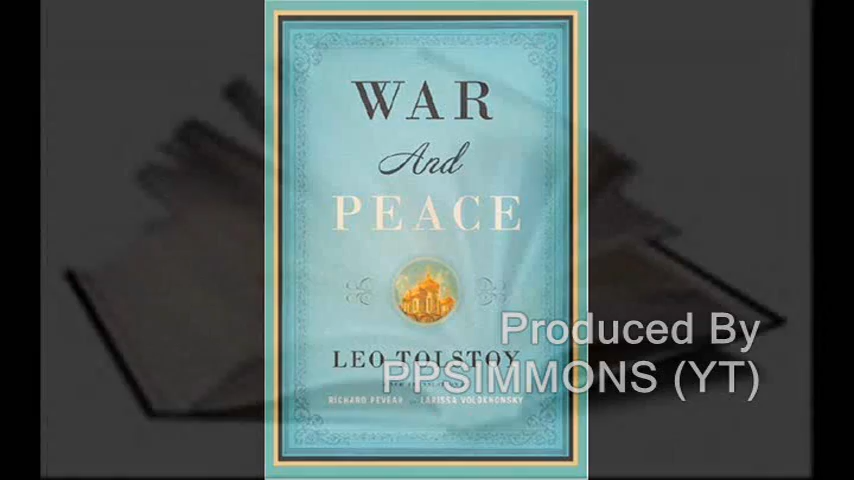 WAR
And
PEACE
LEO TOLSTOY
RICHARD PEVEAR LARISSA VOLOKHONSKY
Produced By
PPSIMMONS (YT)